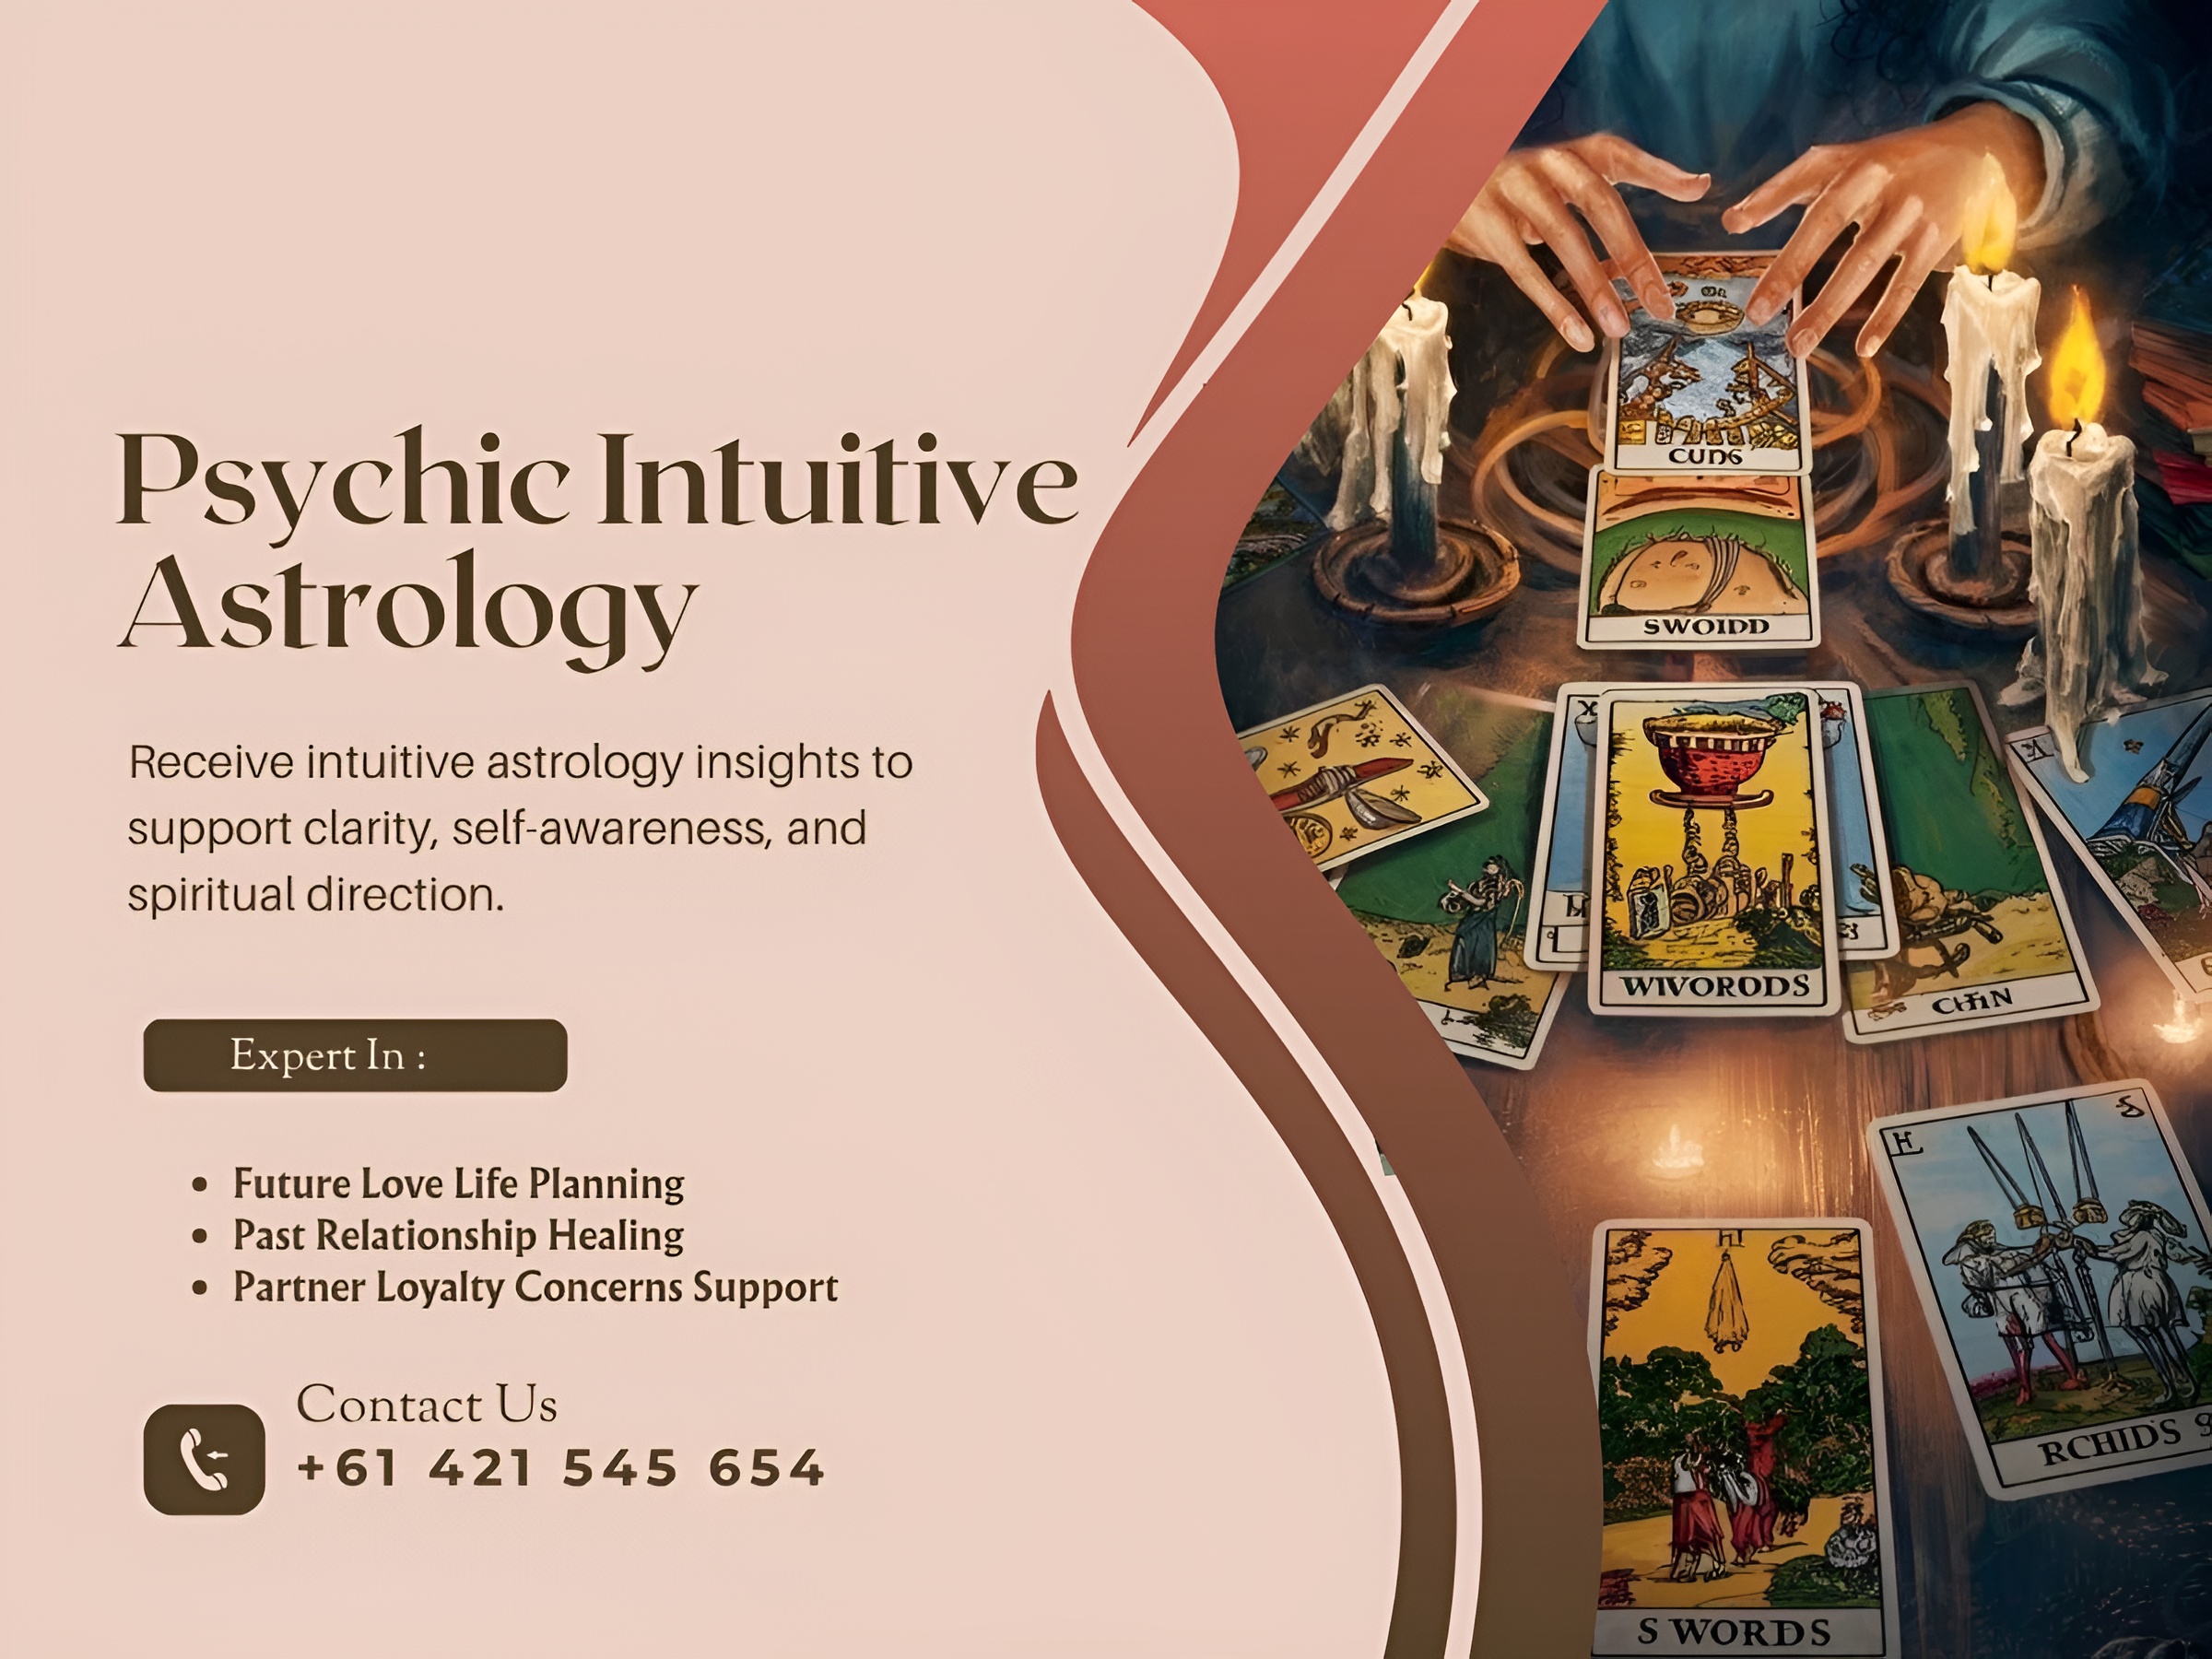 Psychic Intuitive
Astrology
Receive intuitive astrology insights to
support clarity, self-awareness, and
spiritual direction.
Expert In :
• Future Love Life Planning
• Past Relationship Healing
• Partner Loyalty Concerns Support
Contact Us
+61 421 545 654
CUDG
SWOIDD
WIVORODS
CHIN
RCHIDS
S WORDS